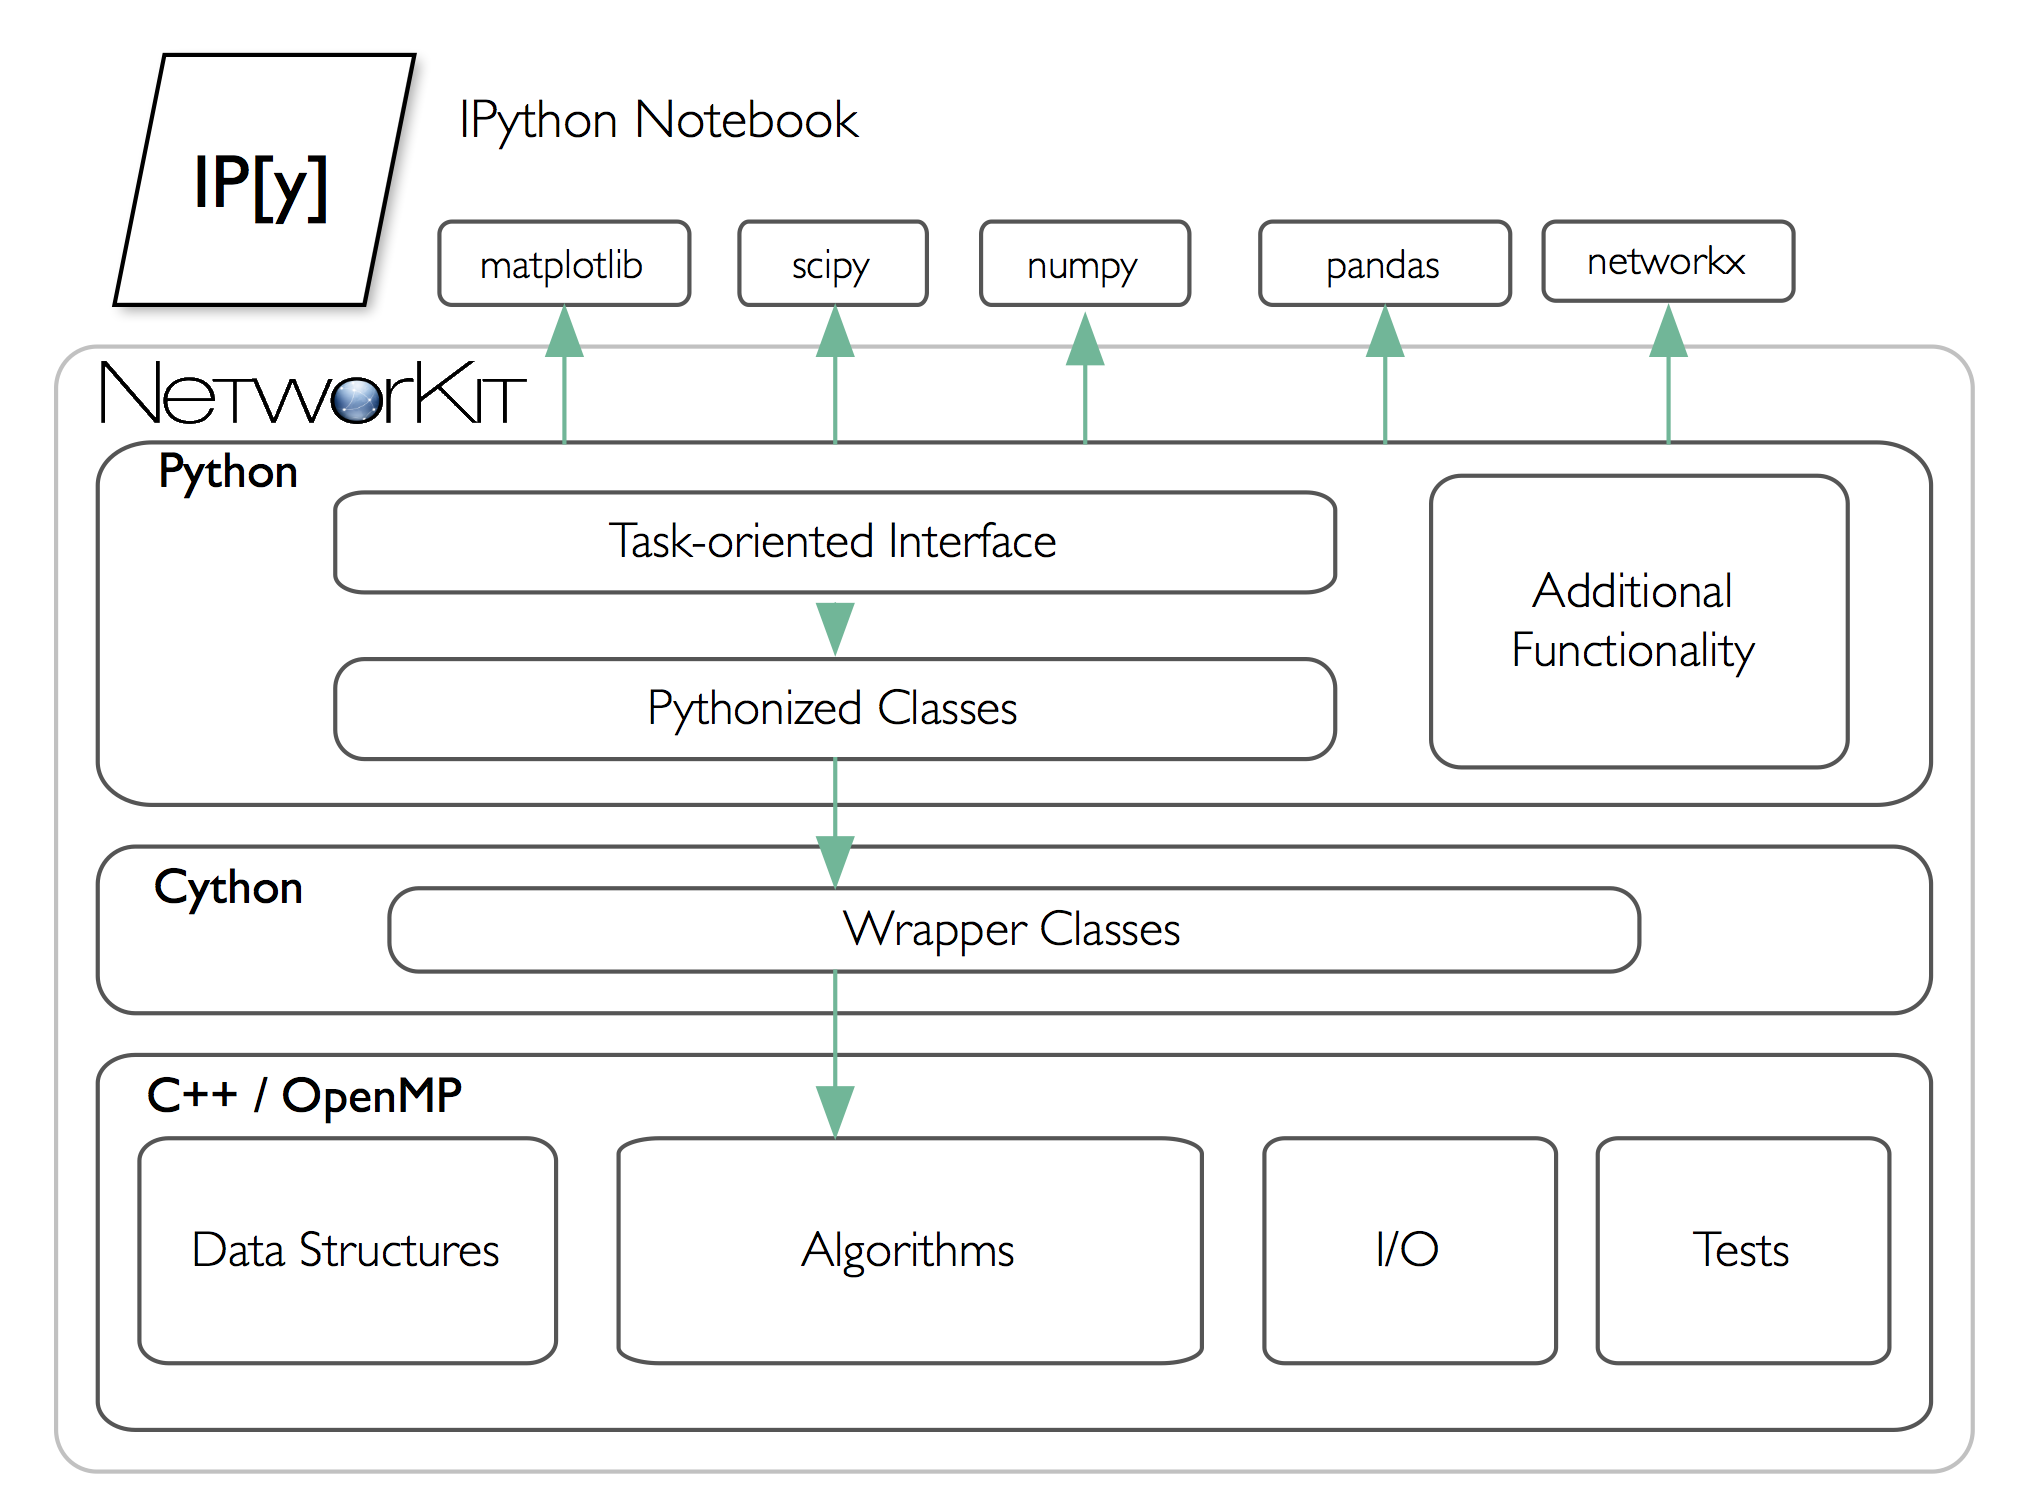 IP[y]
IPython Notebook
matplotlib
scipy
numpy
pandas
networkx
NetworKit
Python
Task-oriented Interface
Additional
Functionality
Pythonized Classes
Cython
Wrapper Classes
C++ / OpenMP
Data Structures
Algorithms
I/O
Tests